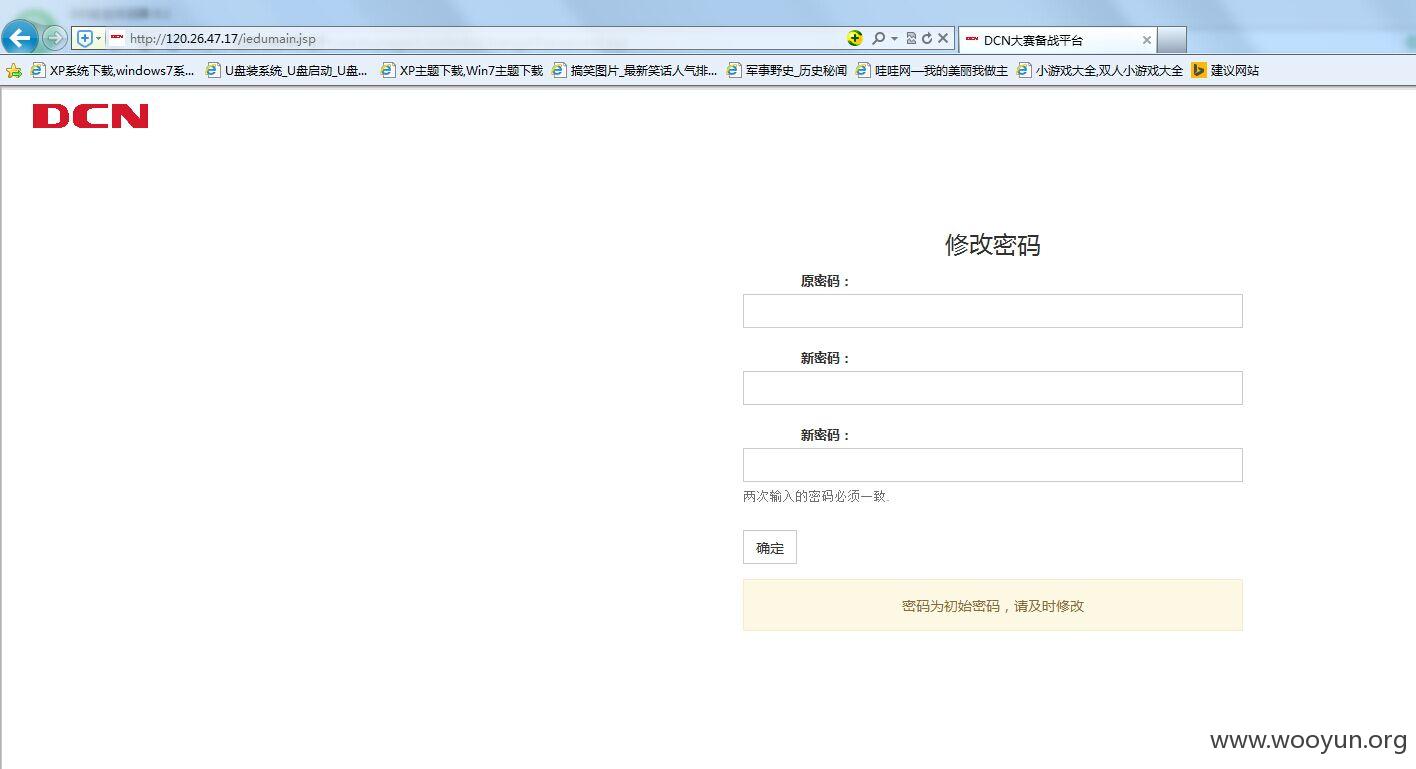 http://120.26.47.17/iedumain.jsp
DCN DCN大赛备战平台
XP系统下载,windows7系... U盘装系统_U盘启动_U盘... XP主题下载,Win7主题下载 搞笑图片_最新笑话人气排... 军事野史_历史秘闻 哇哇网—我的美丽我做主 小游戏大全,双人小游戏大全 建议网站
DCN
修改密码
原密码：
新密码：
新密码：
两次输入的密码必须一致.
确定
密码为初始密码，请及时修改
www.wooyun.org